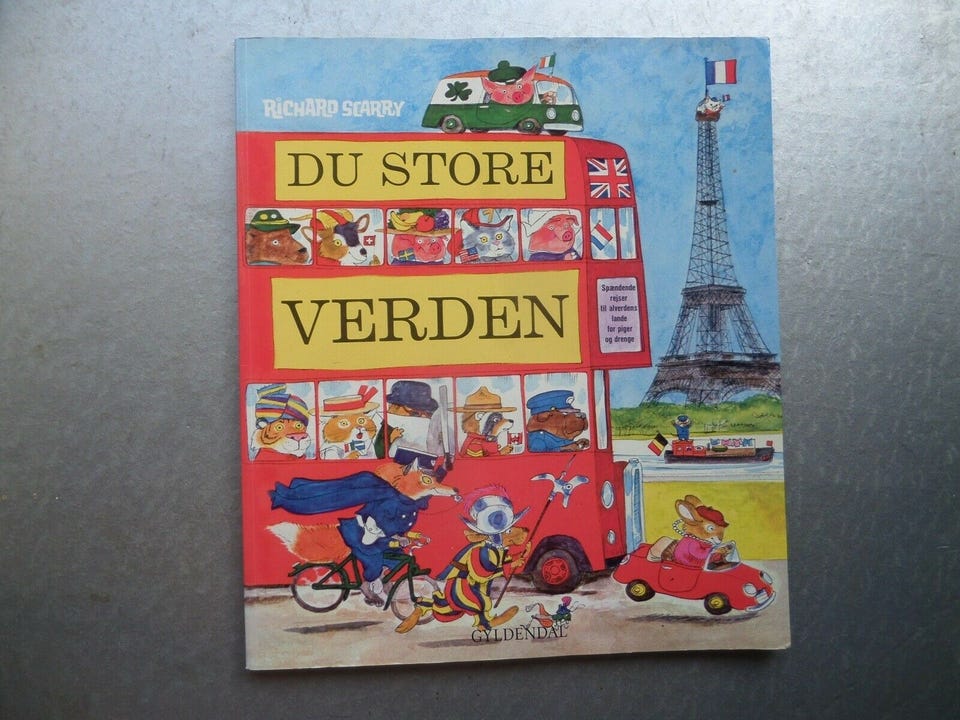 RICHARD SCARRY
DU STORE
VERDEN
Spændende
rejser
til alverdens
lande
for piger
og drenge
GYLDENDAL